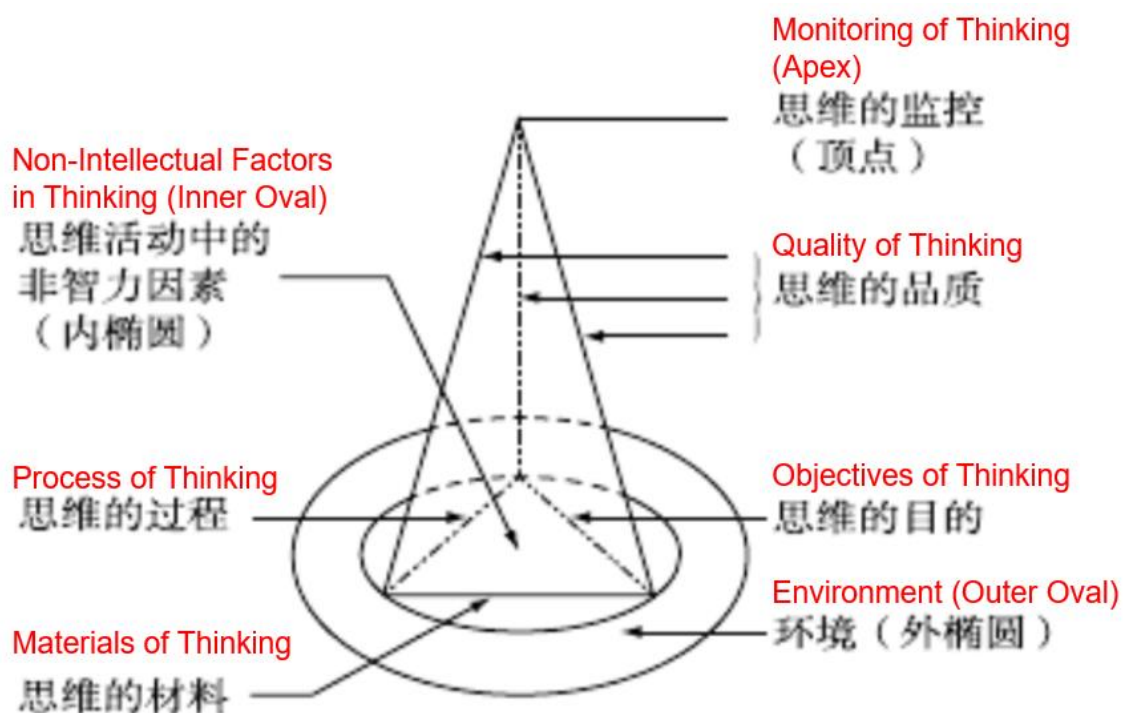 Monitoring of Thinking
(Apex)
思维的监控
（顶点）
Non-Intellectual Factors
in Thinking (Inner Oval)
思维活动中的
非智力因素
（内椭圆）
Quality of Thinking
思维的品质
Process of Thinking
思维的过程
Objectives of Thinking
思维的目的
Environment (Outer Oval)
环境（外椭圆）
Materials of Thinking
思维的材料